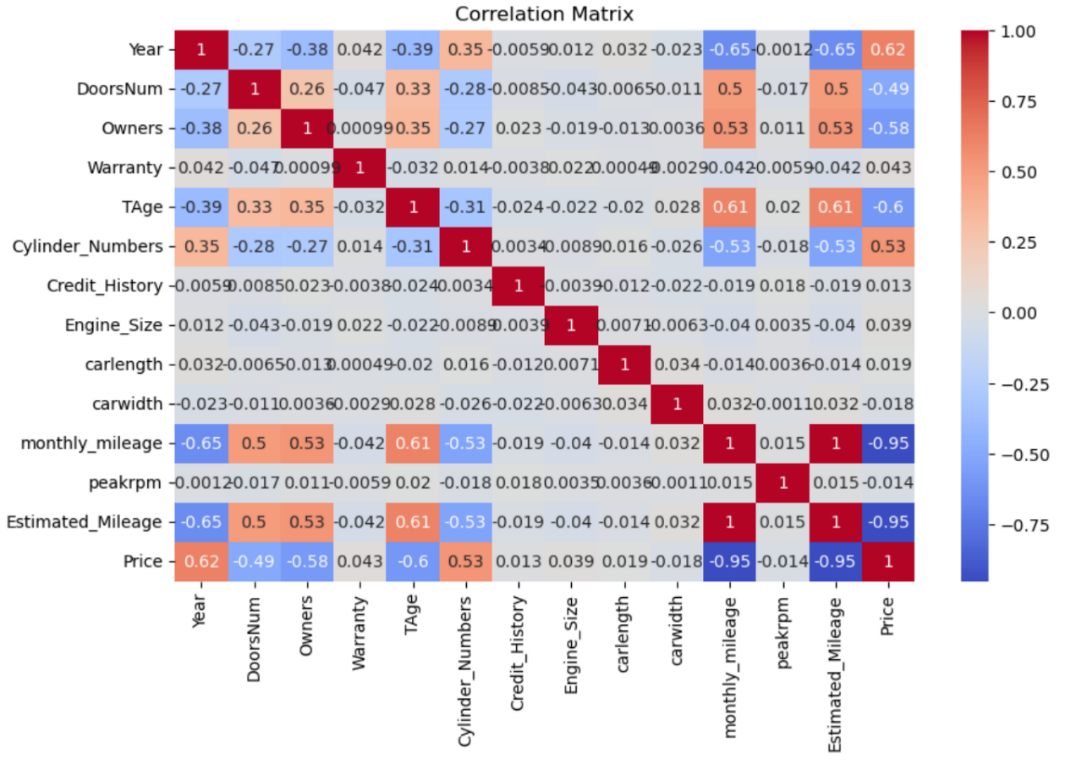 Correlation Matrix
Year 1 -0.27 -0.38 0.042 -0.39 0.35 -0.0059 0.012 0.032 -0.023 -0.65 -0.0012 -0.65 0.62
DoorsNum -0.27 1 0.26 -0.047 0.33 -0.28 -0.0085 -0.043 -0.0065 -0.011 0.5 -0.017 0.5 -0.49
Owners -0.38 0.26 1 0.00099 0.35 -0.27 0.023 -0.019 -0.013 0.0036 0.53 0.011 0.53 -0.58
Warranty 0.042 -0.047 0.00099 1 -0.032 0.014 -0.0038 0.022 0.00049 -0.0029 -0.042 -0.0059 -0.042 0.043
TAge -0.39 0.33 0.35 -0.032 1 -0.31 -0.024 -0.022 -0.02 0.028 0.61 0.02 0.61 -0.6
Cylinder_Numbers 0.35 -0.28 -0.27 0.014 -0.31 1 0.0034 -0.0089 0.016 -0.026 -0.53 -0.018 -0.53 0.53
Credit_History -0.0059 -0.0085 0.023 -0.0038 -0.024 0.0034 1 -0.0039 -0.012 -0.022 -0.019 0.018 -0.019 0.013
Engine_Size 0.012 -0.043 -0.019 0.022 -0.022 -0.0089 -0.0039 1 0.0071 -0.0063 -0.04 0.0035 -0.04 0.039
carlength 0.032 -0.0065 -0.013 0.00049 -0.02 0.016 -0.012 0.0071 1 0.034 -0.014 0.0036 -0.014 0.019
carwidth -0.023 -0.011 0.0036 -0.0029 0.028 -0.026 -0.022 -0.0063 0.034 1 0.032 -0.0011 0.032 -0.018
monthly_mileage -0.65 0.5 0.53 -0.042 0.61 -0.53 -0.019 -0.04 -0.014 0.032 1 0.015 1 -0.95
peakrpm -0.0012 -0.017 0.011 -0.0059 0.02 -0.018 0.018 0.0035 0.0036 -0.0011 0.015 1 0.015 -0.014
Estimated_Mileage -0.65 0.5 0.53 -0.042 0.61 -0.53 -0.019 -0.04 -0.014 0.032 1 0.015 1 -0.95
Price 0.62 -0.49 -0.58 0.043 -0.6 0.53 0.013 0.039 0.019 -0.018 -0.95 -0.014 -0.95 1
Year
DoorsNum
Owners
Warranty
TAge
Cylinder_Numbers
Credit_History
Engine_Size
carlength
carwidth
monthly_mileage
peakrpm
Estimated_Mileage
Price
1.00
0.75
0.50
0.25
0.00
−0.25
−0.50
−0.75